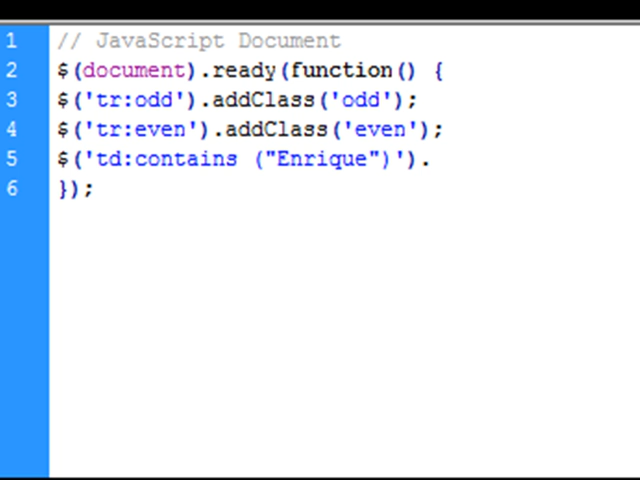 1 // JavaScript Document
2 $(document).ready(function() {
3 $('tr:odd').addClass('odd');
4 $('tr:even').addClass('even');
5 $('td:contains ("Enrique")').
6 });